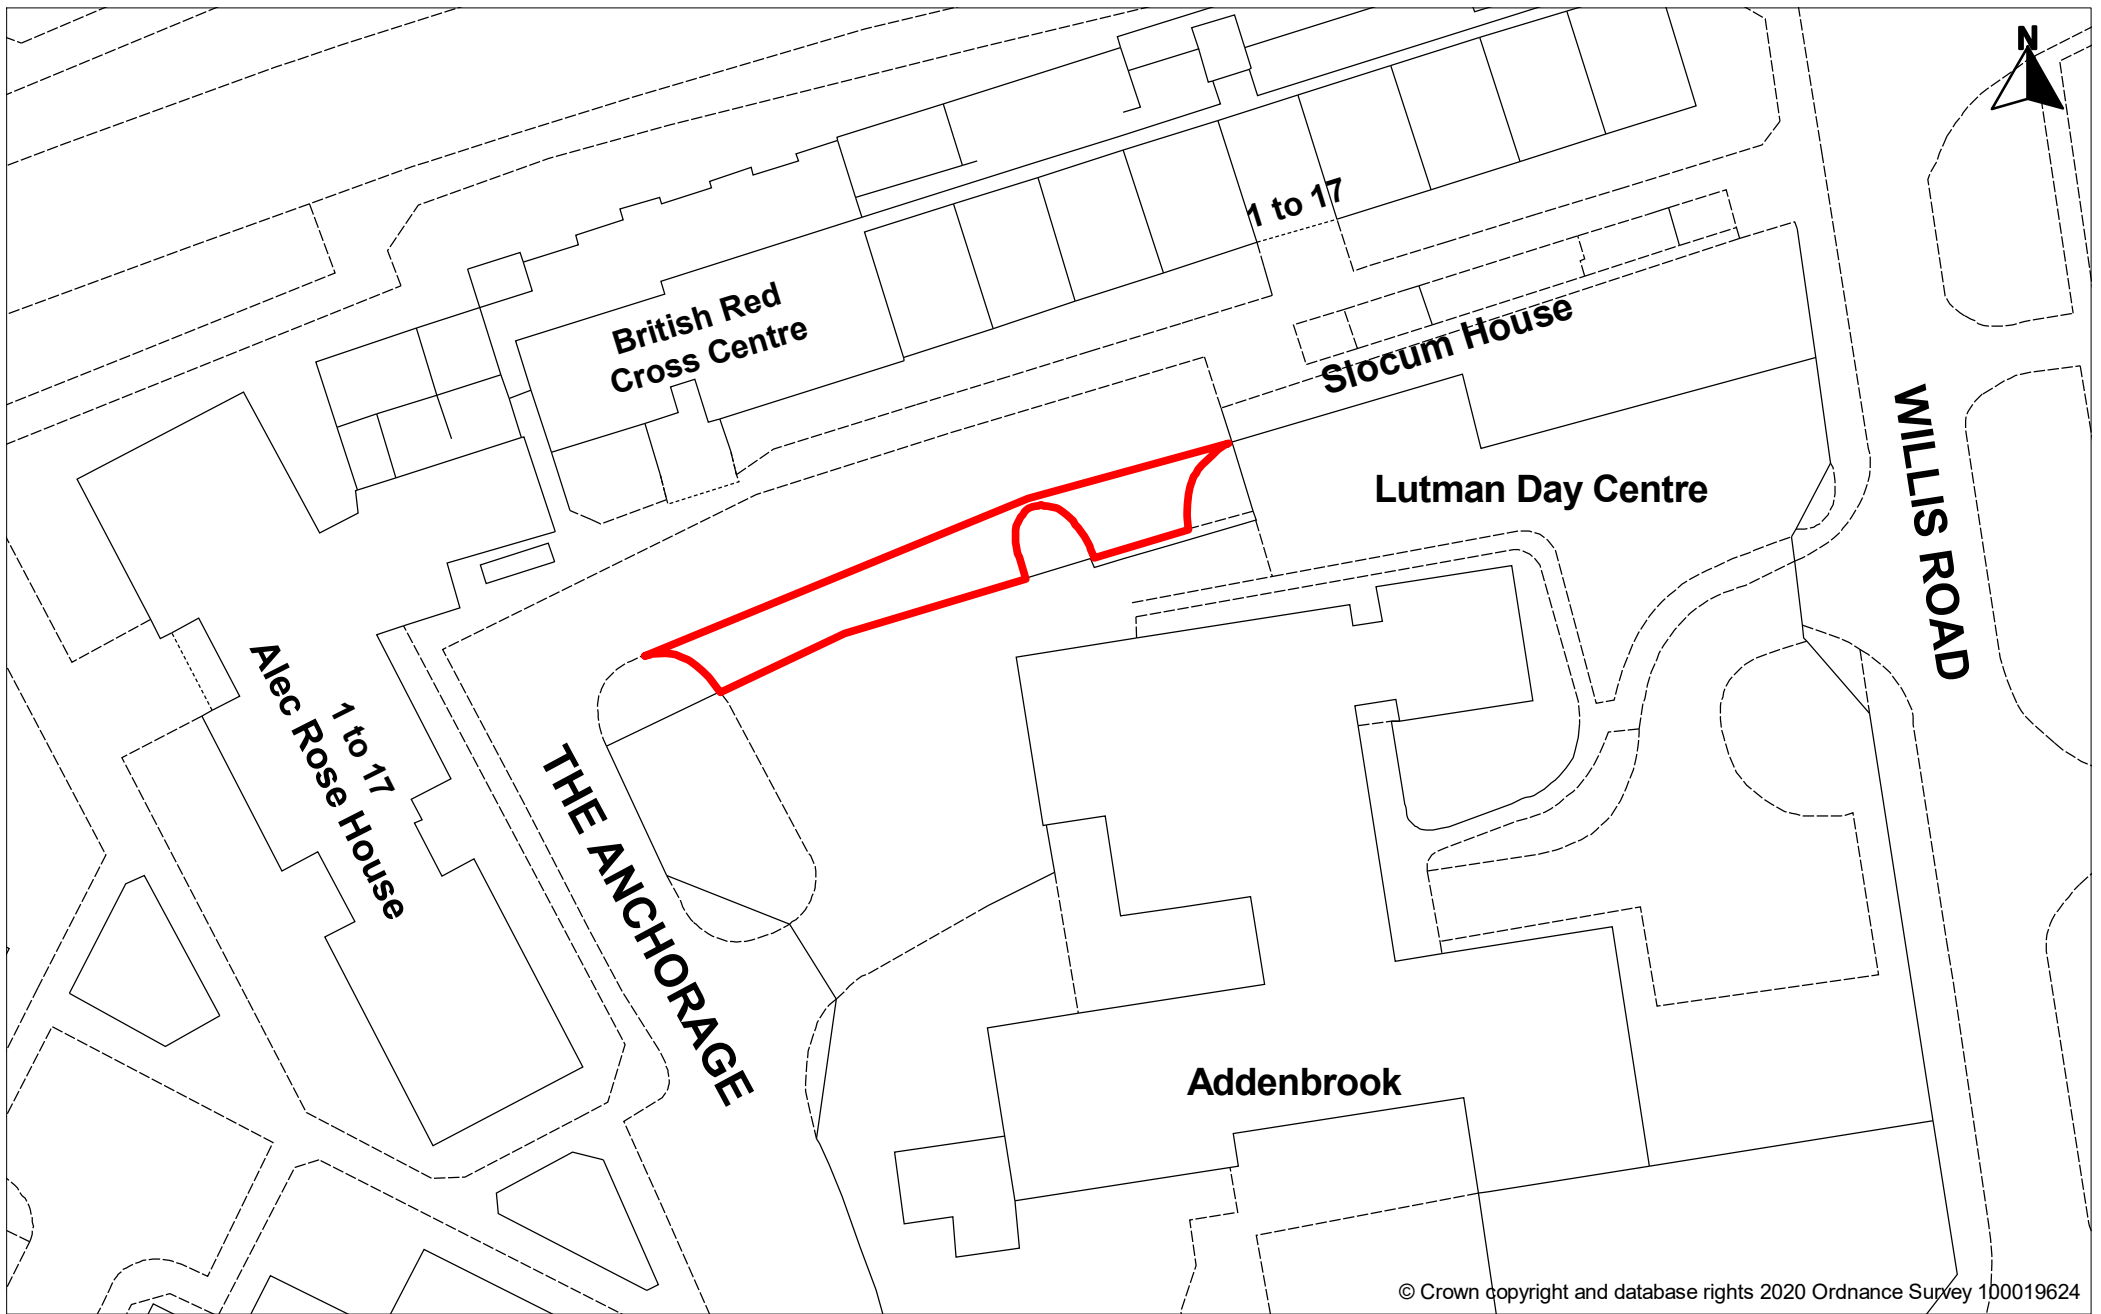 N
1 to 17
British Red
Cross Centre
Slocum House
Lutman Day Centre
WILLIS ROAD
1 to 17
Alec Rose House
THE ANCHORAGE
Addenbrook
© Crown copyright and database rights 2020 Ordnance Survey 100019624